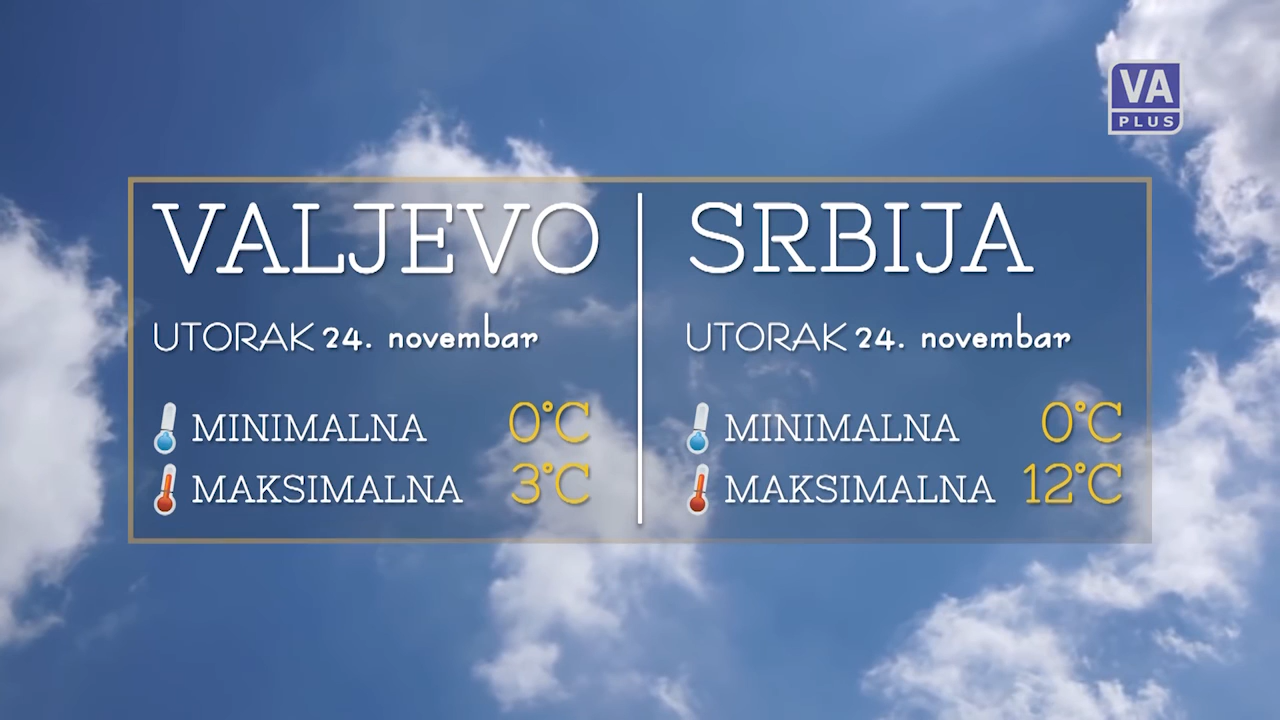 VA
PLUS
VALJEVO
UTORAK 24. novembar
MINIMALNA 0°C
MAKSIMALNA 3°C
SRBIJA
UTORAK 24. novembar
MINIMALNA 0°C
MAKSIMALNA 12°C